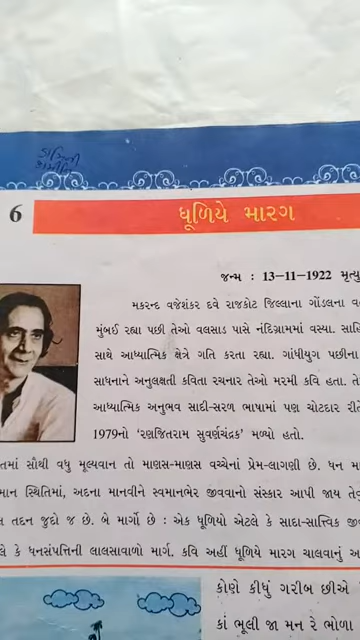 6
ધૂળિયે મારગ
જન્મ : 13-11-1922 મૃત્યુ
મકરન્દ વજેશંકર દવે રાજકોટ જિલ્લાના ગોંડલના
મુંબઈ રહ્યા પછી તેઓ વલસાડ પાસે નંદિગ્રામમાં વસ્યા.
સાથે આધ્યાત્મિક ક્ષેત્રે ગતિ કરતા રહ્યા. ગાંધીયુગ પછીના
સાધનાને અનુલક્ષતી કવિતા રચનાર તેઓ મરમી કવિ હતા.
આધ્યાત્મિક અનુભવ સાદી-સરળ ભાષામાં પણ ચોટદાર રીતે
1979નો ‘રણજિતરામ સુવર્ણચંદ્રક’ મળ્યો હતો.
સૌથી વધુ મૂલ્યવાન તો માણસ-માણસ વચ્ચેનાં પ્રેમ-લાગણી છે. ધન
સ્થિતિમાં, અદના માનવીને સ્વમાનભેર જીવવાનો સંસ્કાર આપી જાય
તદન જુદો જ છે. બે માર્ગો છે : એક ધૂળિયો એટલે કે સાદા-સાત્ત્વિક
કે ધનસંપત્તિની લાલસાવાળો માર્ગ. કવિ અહીં ધૂળિયે મારગ ચાલવાનું
કોણે કીધું ગરીબ છીએ
કાં ભૂલી જા મન રે ભોળા